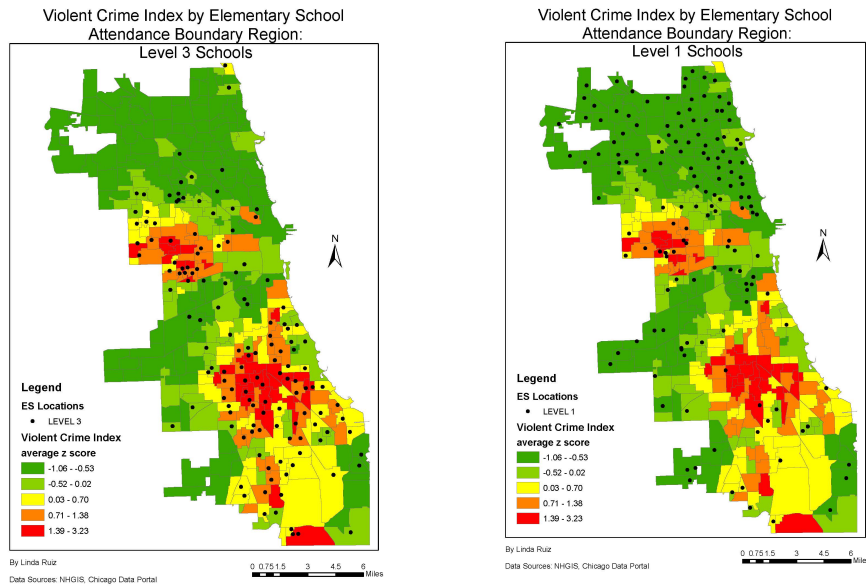 Violent Crime Index by Elementary School
Attendance Boundary Region:
Level 3 Schools
N
Legend
ES Locations
LEVEL 3
Violent Crime Index
average z score
-1.06 - -0.53
-0.52 - 0.02
0.03 - 0.70
0.71 - 1.38
1.39 - 3.23
By Linda Ruiz
Data Sources: NHGIS, Chicago Data Portal
0 0.75 1.5 3 4.5 6
Miles
Violent Crime Index by Elementary School
Attendance Boundary Region:
Level 1 Schools
N
Legend
ES Locations
LEVEL 1
Violent Crime Index
average z score
-1.06 - -0.53
-0.52 - 0.02
0.03 - 0.70
0.71 - 1.38
1.39 - 3.23
By Linda Ruiz
Data Sources: NHGIS, Chicago Data Portal
0 0.75 1.5 3 4.5 6
Miles